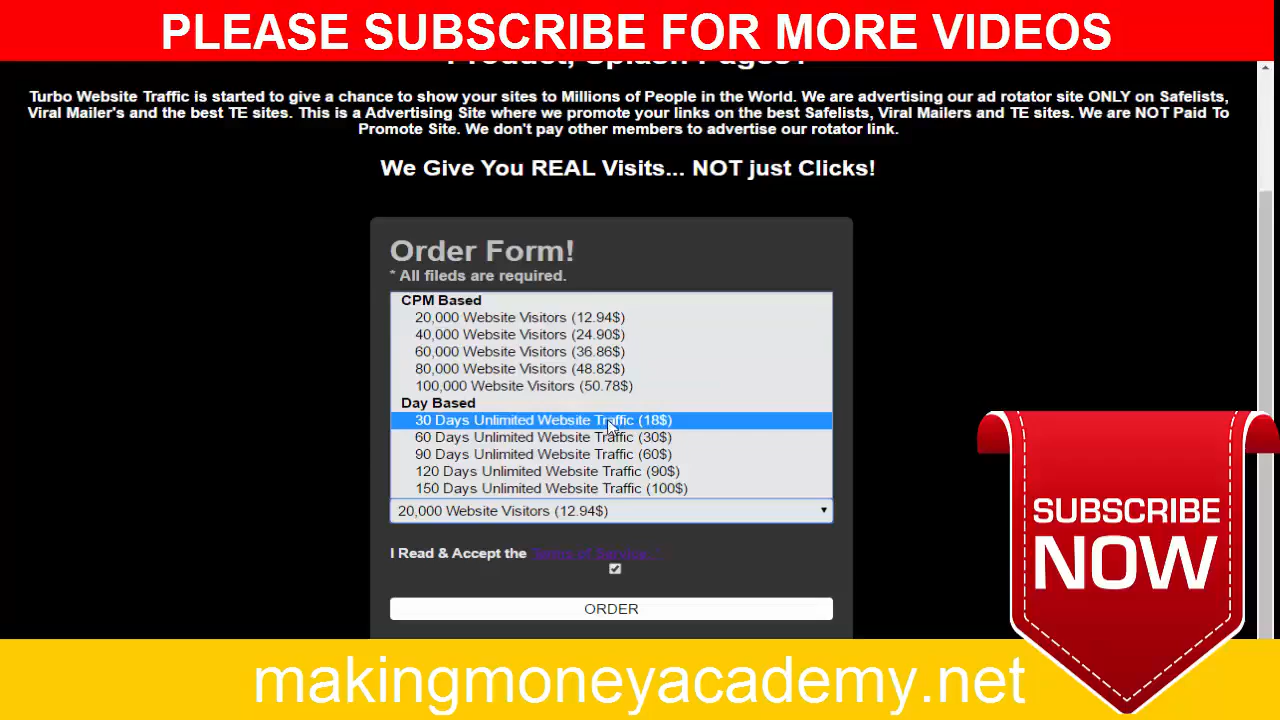 PLEASE SUBSCRIBE FOR MORE VIDEOS
Product, Splash Pages?
Turbo Website Traffic is started to give a chance to show your sites to Millions of People in the World. We are advertising our ad rotator site ONLY on Safelists,
Viral Mailer's and the best TE sites. This is a Advertising Site where we promote your links on the best Safelists, Viral Mailers and TE sites. We are NOT Paid To
Promote Site. We don't pay other members to advertise our rotator link.
We Give You REAL Visits... NOT just Clicks!
Order Form!
* All fileds are required.
CPM Based
20,000 Website Visitors (12.94$)
40,000 Website Visitors (24.90$)
60,000 Website Visitors (36.86$)
80,000 Website Visitors (48.82$)
100,000 Website Visitors (50.78$)
Day Based
30 Days Unlimited Website Traffic (18$)
60 Days Unlimited Website Traffic (30$)
90 Days Unlimited Website Traffic (60$)
120 Days Unlimited Website Traffic (90$)
150 Days Unlimited Website Traffic (100$)
20,000 Website Visitors (12.94$)
I Read & Accept the Terms of Service..."
ORDER
SUBSCRIBE
NOW
makingmoneyacademy.net